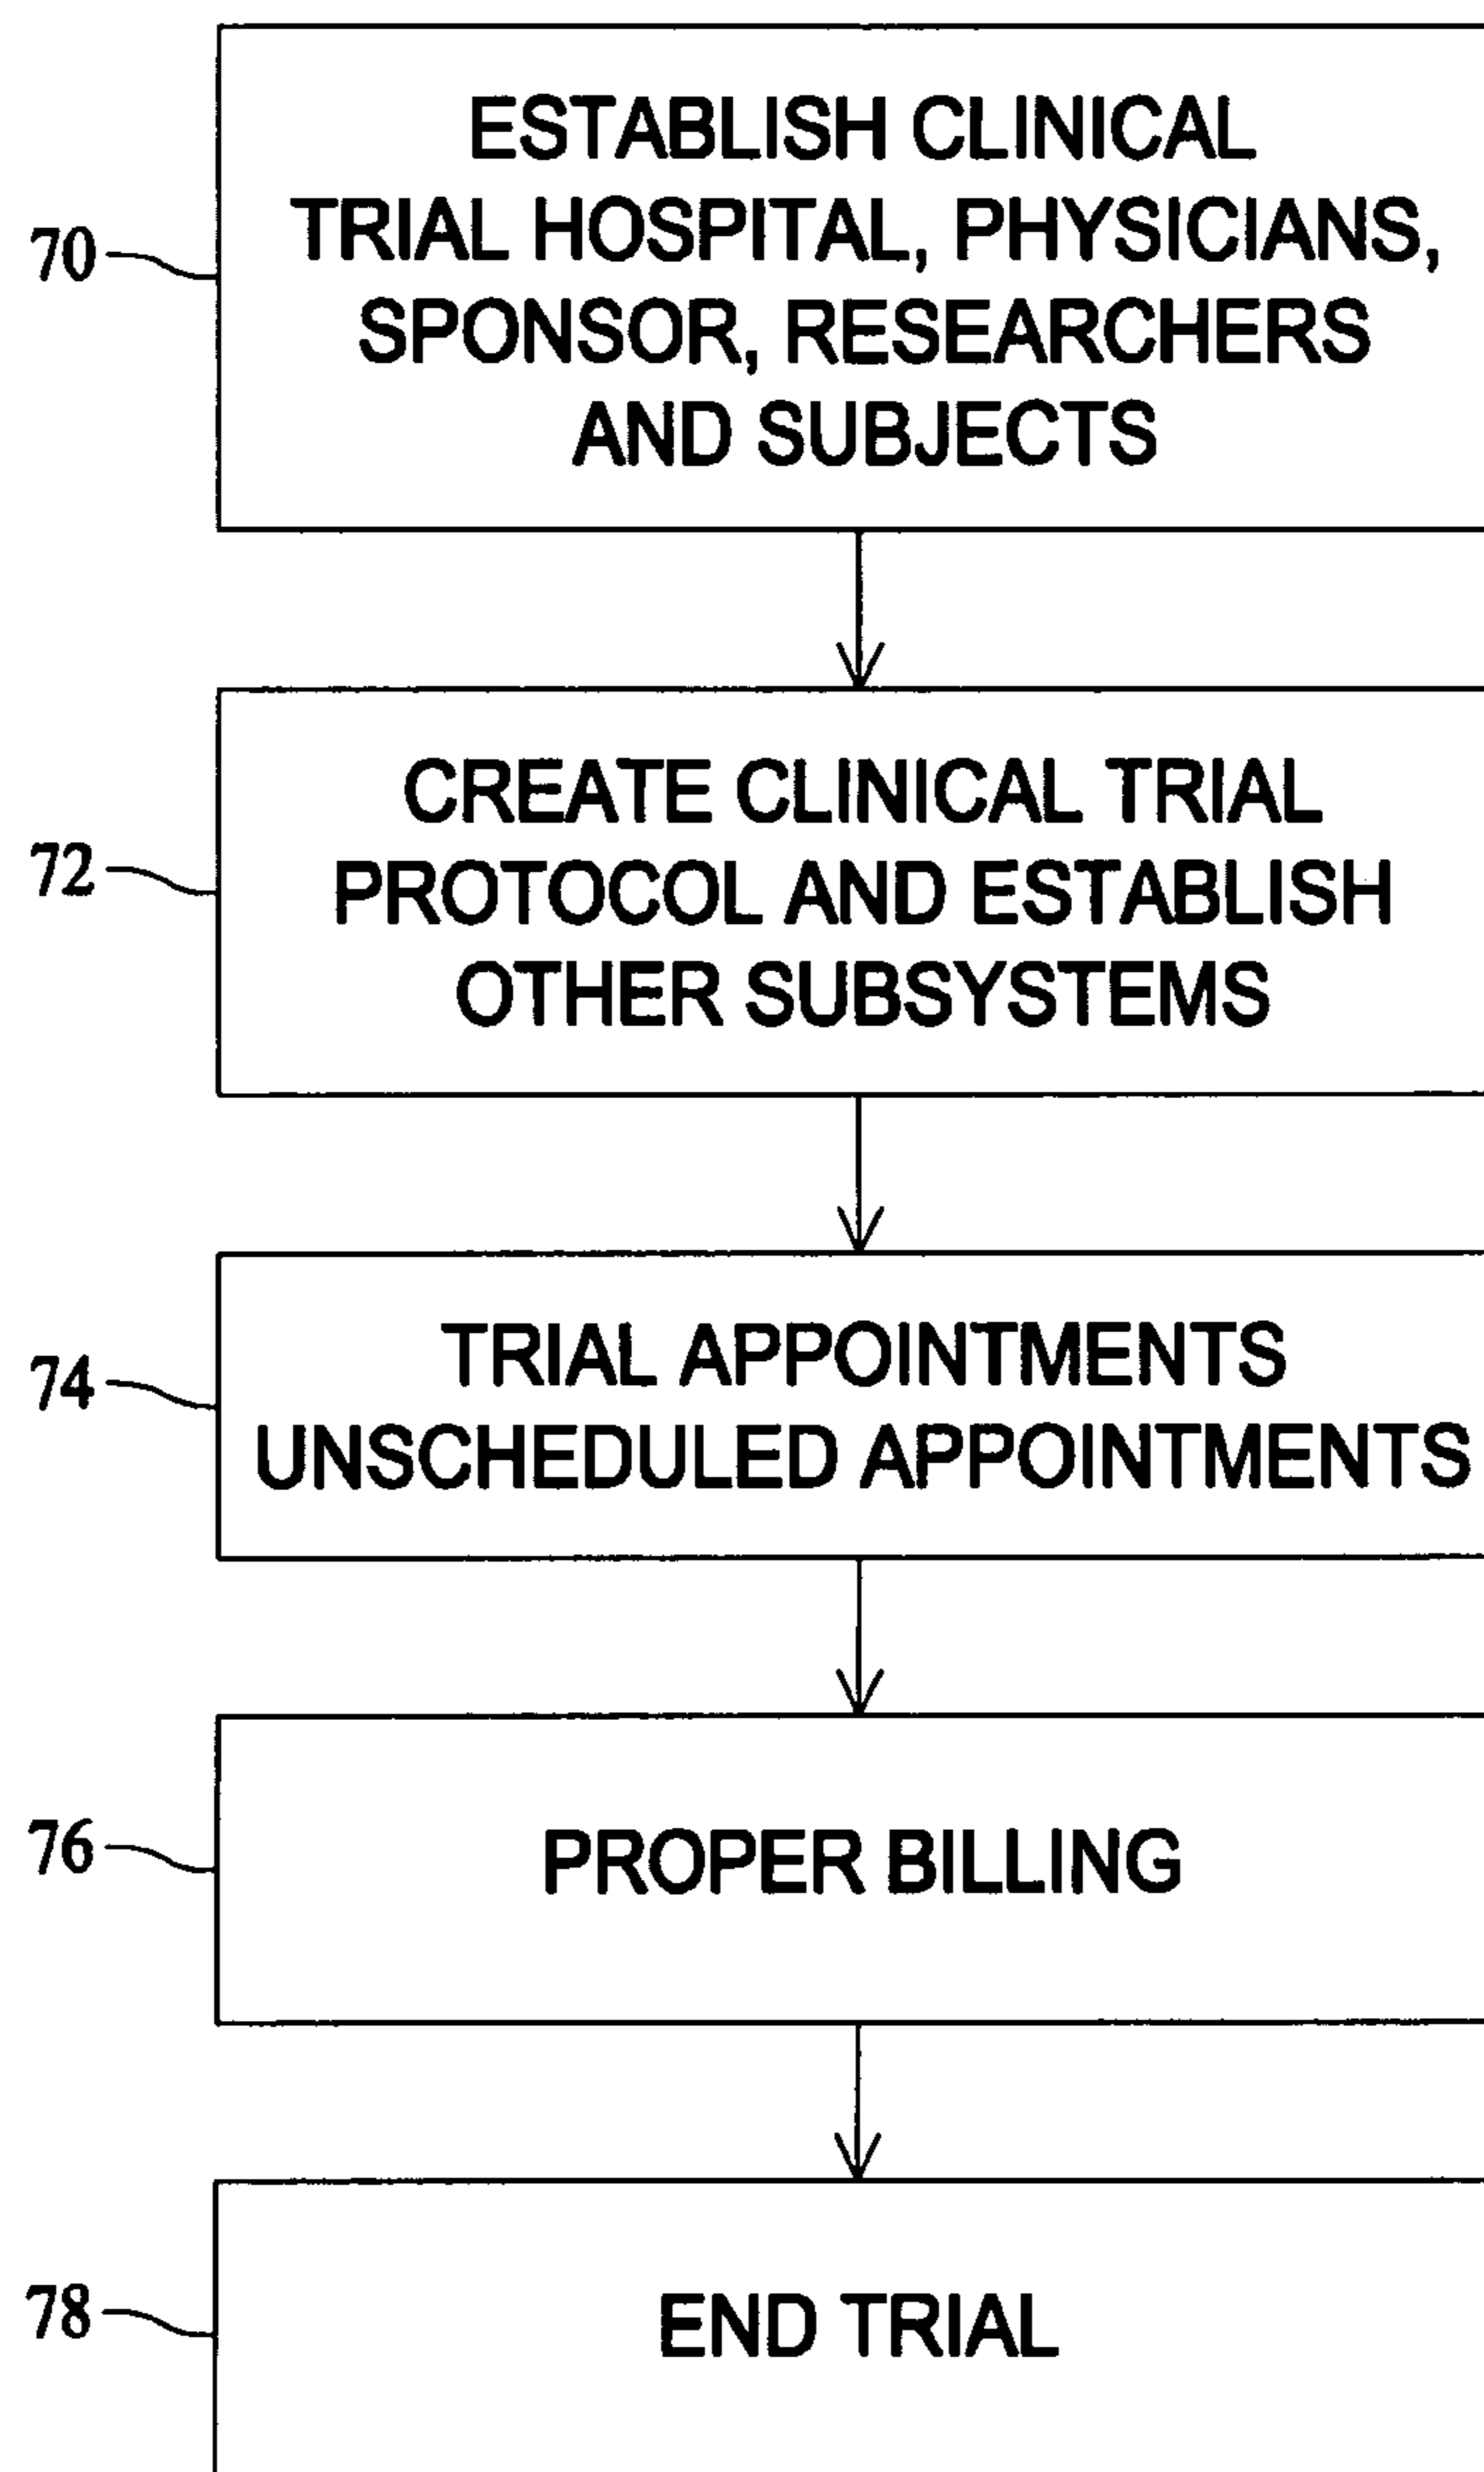 ESTABLISH CLINICAL
TRIAL HOSPITAL, PHYSICIANS,
SPONSOR, RESEARCHERS
AND SUBJECTS
70
CREATE CLINICAL TRIAL
PROTOCOL AND ESTABLISH
OTHER SUBSYSTEMS
72
TRIAL APPOINTMENTS
UNSCHEDULED APPOINTMENTS
74
PROPER BILLING
76
END TRIAL
78